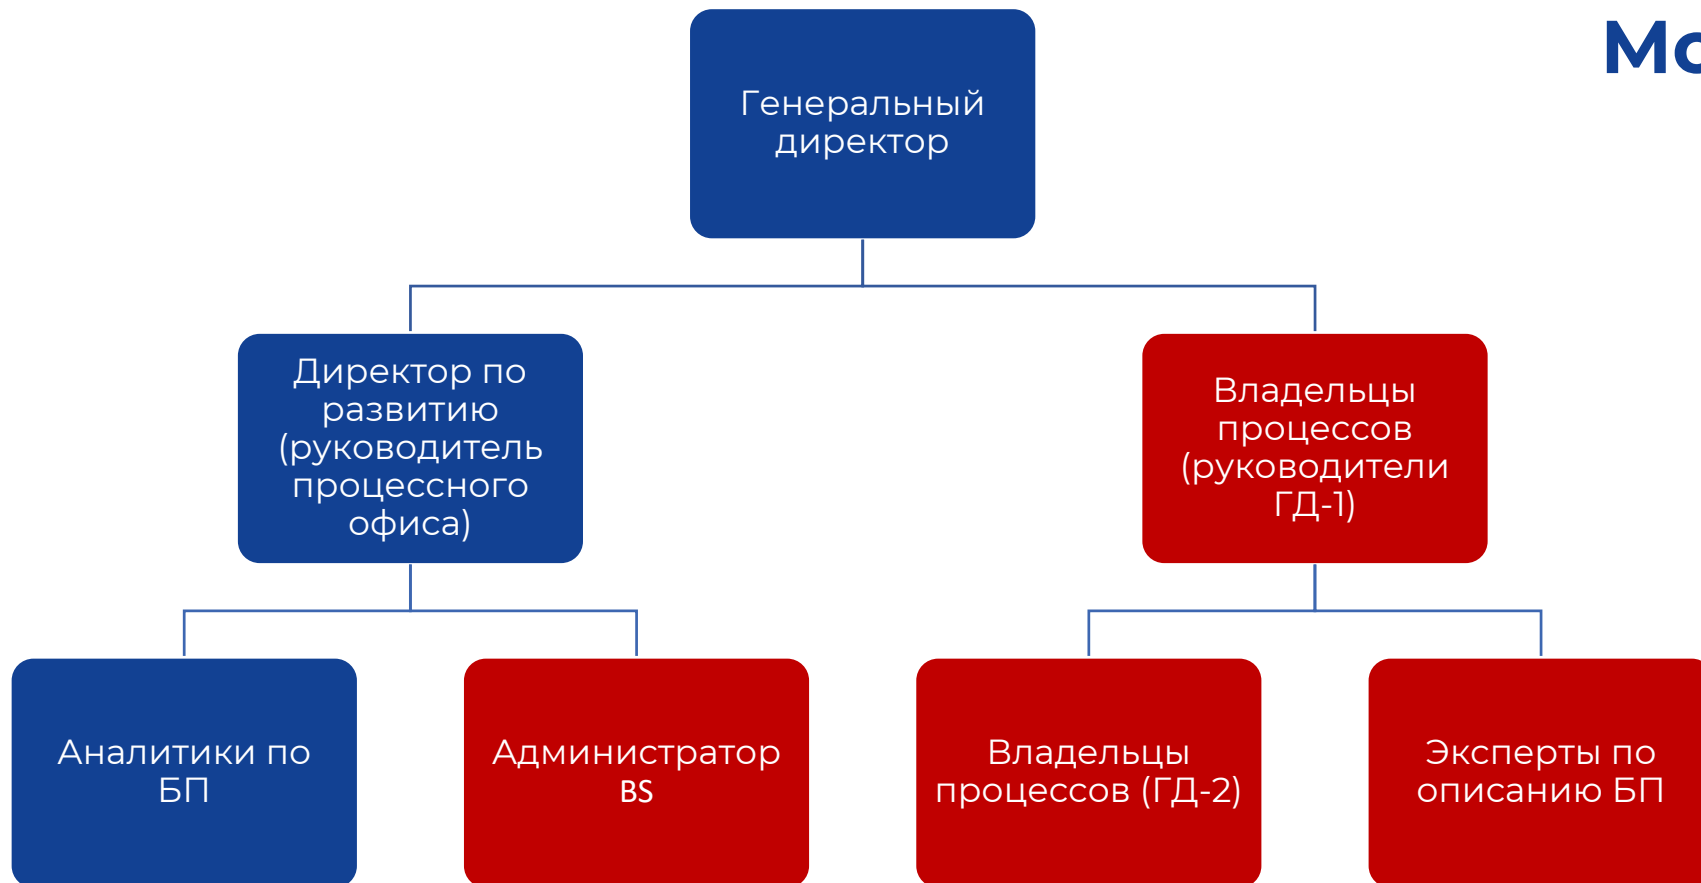 Мо
Генеральный
директор
Директор по
развитию
(руководитель
процессного
офиса)
Владельцы
процессов
(руководители
ГД-1)
Аналитики по
БП
Администратор
BS
Владельцы
процессов (ГД-2)
Эксперты по
описанию БП